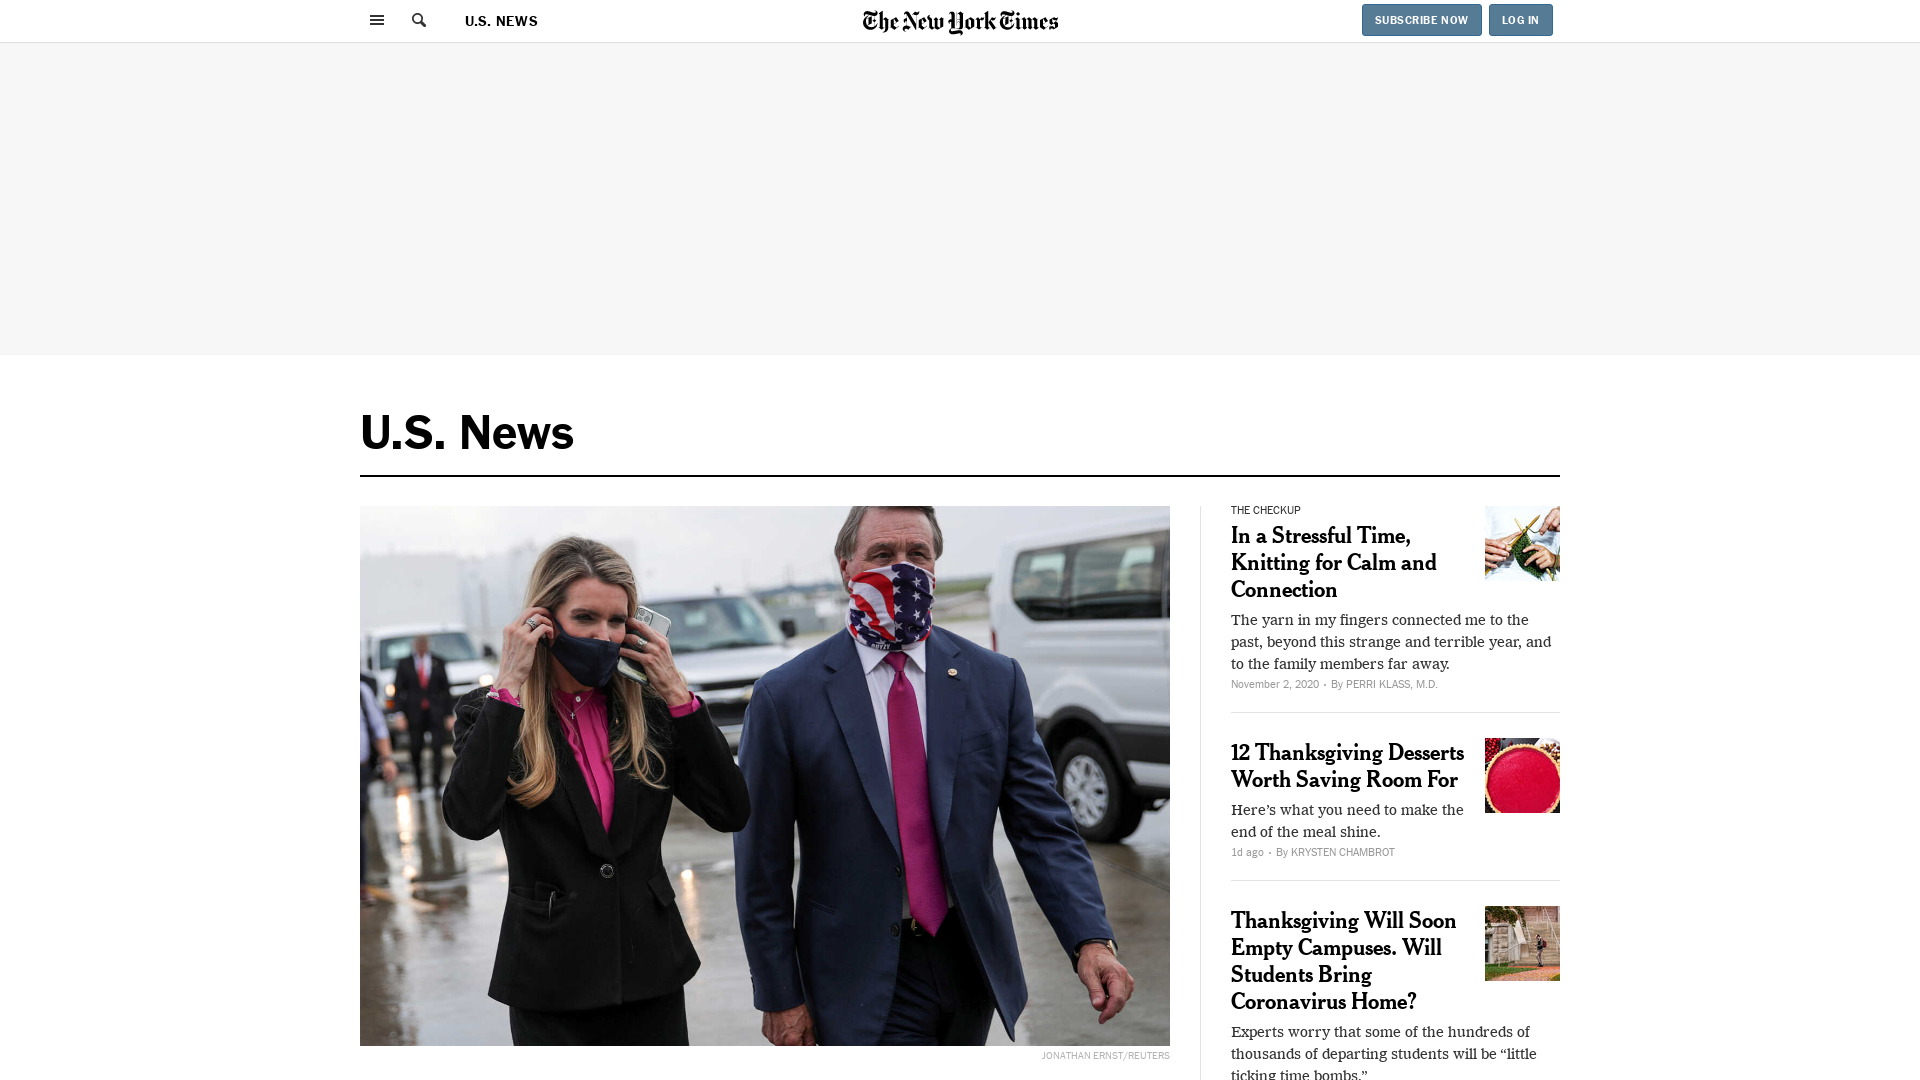 U.S. NEWS
The New York Times
SUBSCRIBE NOW
LOG IN
U.S. News
JONATHAN ERNST/REUTERS
THE CHECKUP
In a Stressful Time,
Knitting for Calm and
Connection
The yarn in my fingers connected me to the
past, beyond this strange and terrible year, and
to the family members far away.
November 2, 2020 • By PERRI KLASS, M.D.
12 Thanksgiving Desserts
Worth Saving Room For
Here’s what you need to make the
end of the meal shine.
1d ago • By KRYSTEN CHAMBROT
Thanksgiving Will Soon
Empty Campuses. Will
Students Bring
Coronavirus Home?
Experts worry that some of the hundreds of
thousands of departing students will be “little
ticking time bombs.”